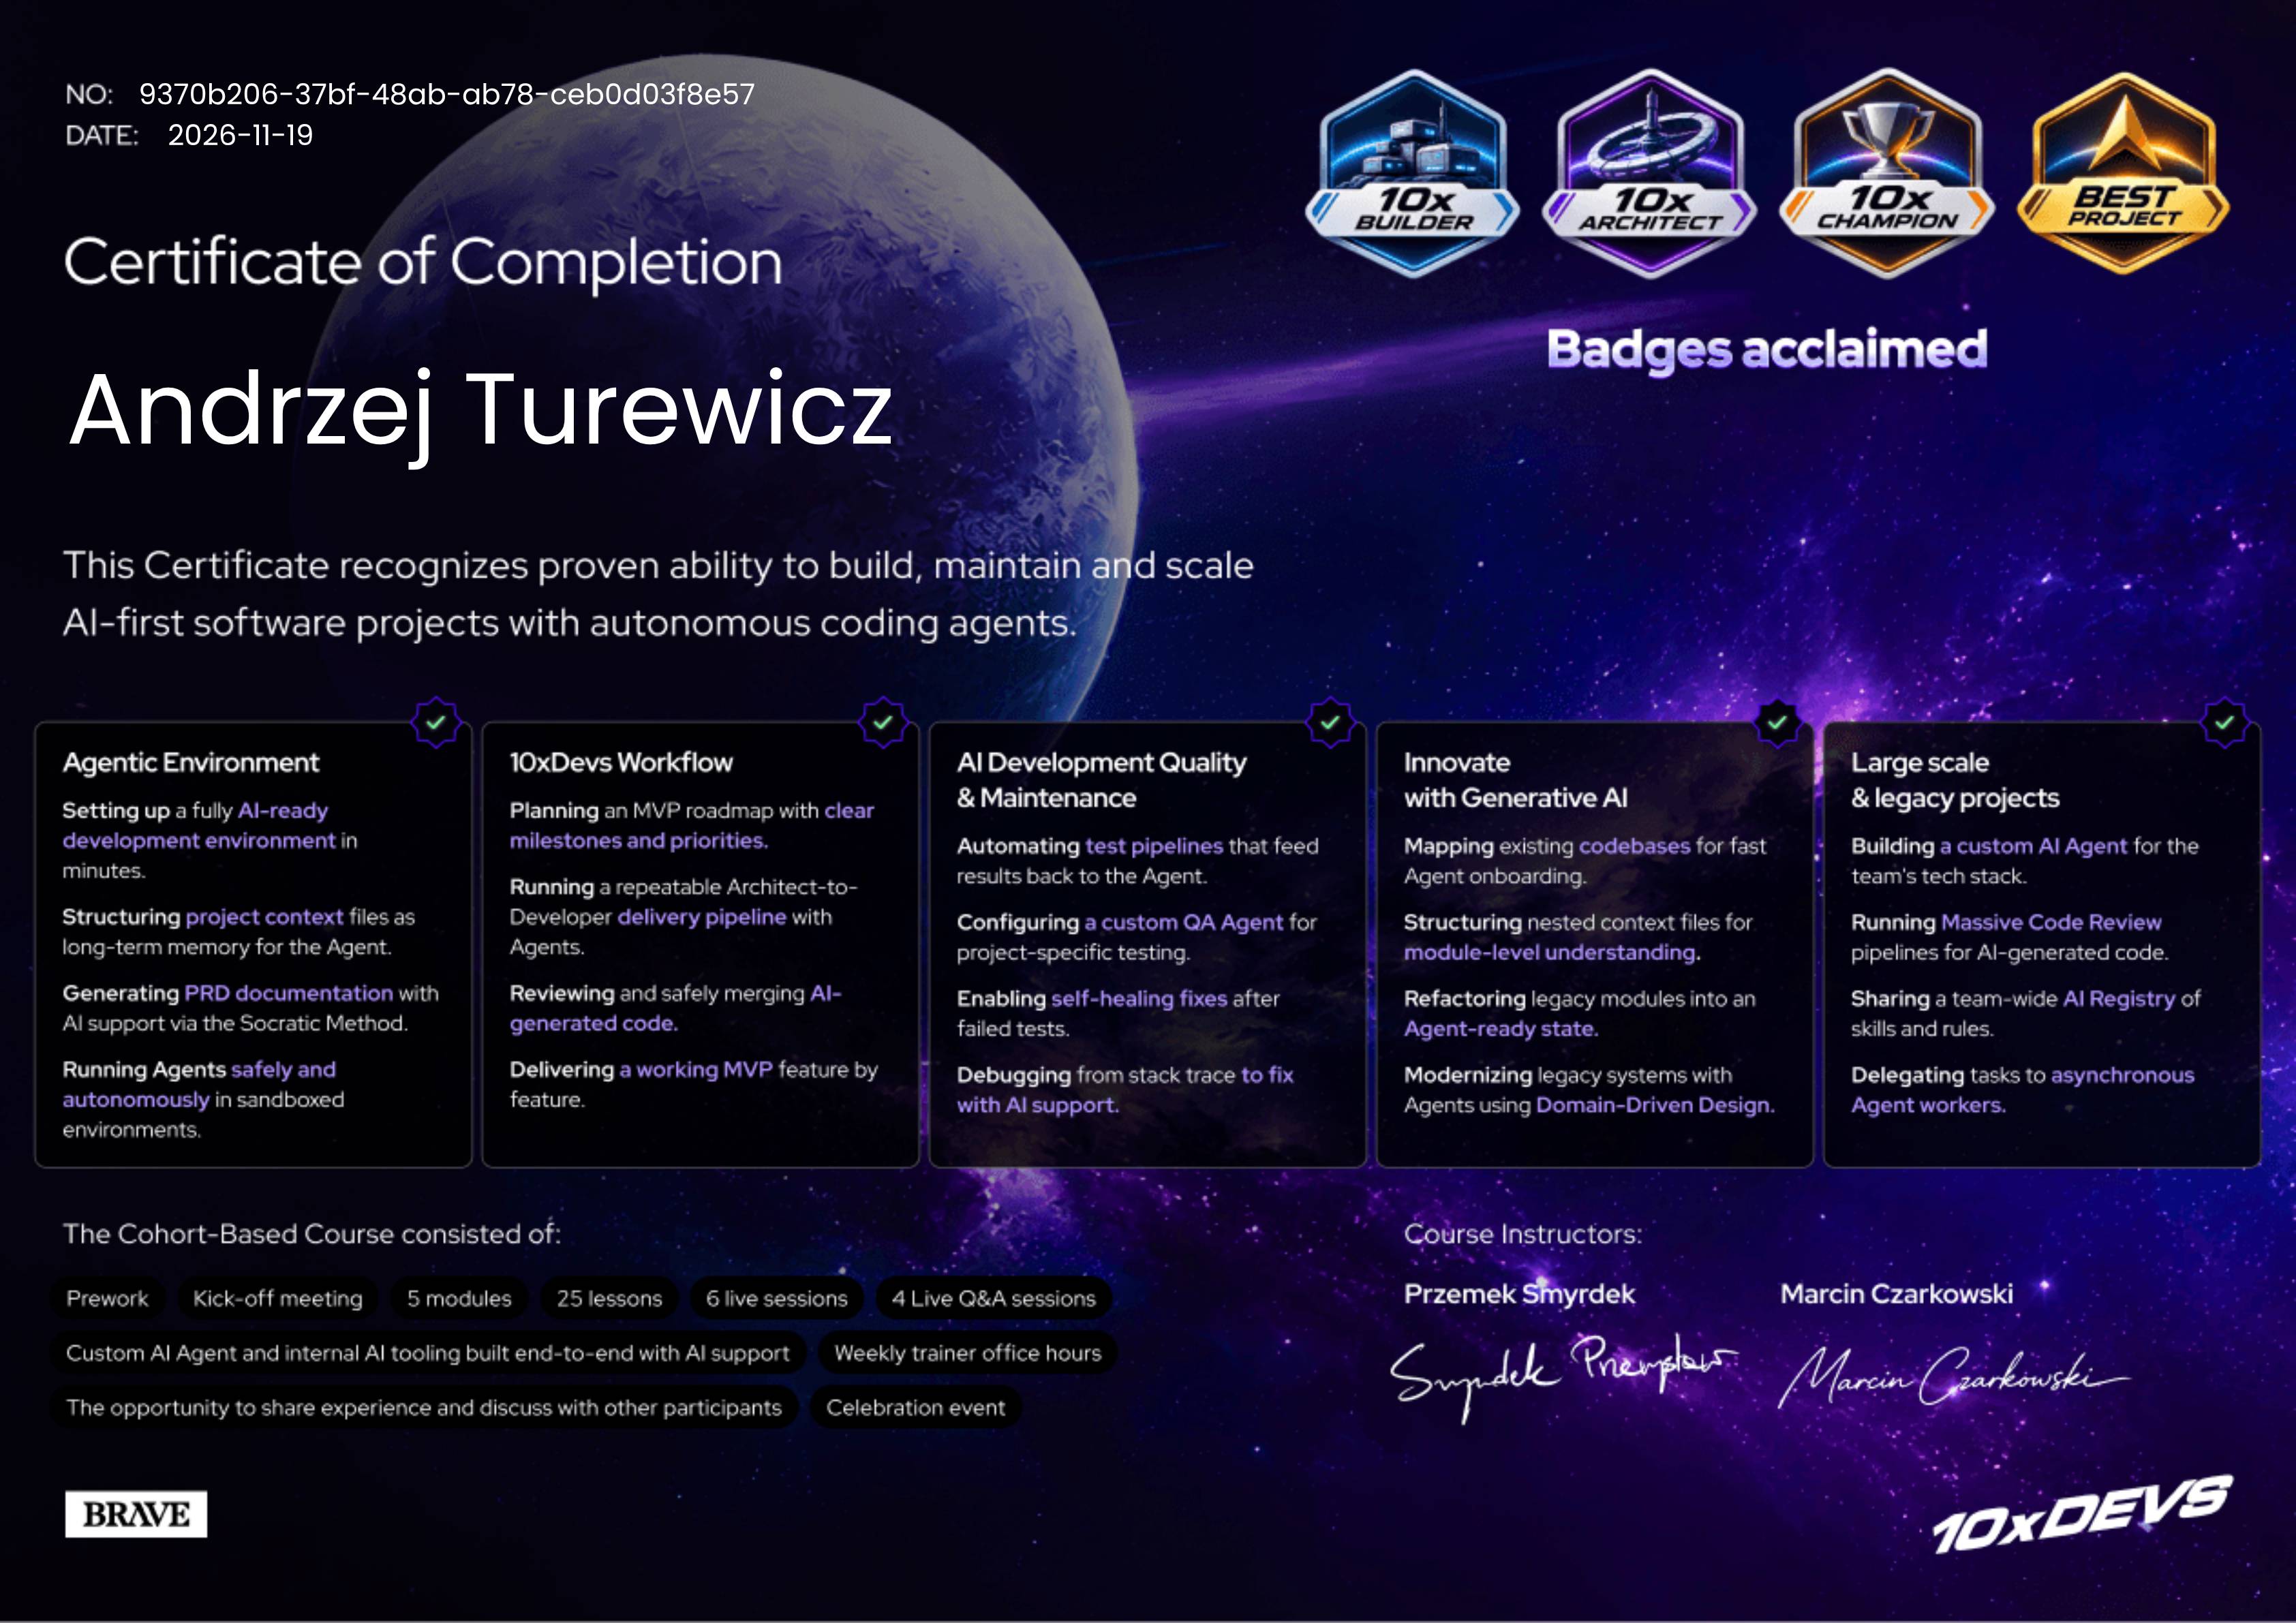 NO: 9370b206-37bf-48ab-ab78-ceb0d03f8e57
DATE: 2026-11-19
10x
BUILDER
10x
ARCHITECT
10x
CHAMPION
BEST
PROJECT
Badges acclaimed
Certificate of Completion
Andrzej Turewicz
This Certificate recognizes proven ability to build, maintain and scale
AI-first software projects with autonomous coding agents.
Agentic Environment
Setting up a fully AI-ready
development environment in
minutes.
Structuring project context files as
long-term memory for the Agent.
Generating PRD documentation with
AI support via the Socratic Method.
Running Agents safely and
autonomously in sandboxed
environments.
10xDevs Workflow
Planning an MVP roadmap with clear
milestones and priorities.
Running a repeatable Architect-to-
Developer delivery pipeline with
Agents.
Reviewing and safely merging AI-
generated code.
Delivering a working MVP feature by
feature.
AI Development Quality
& Maintenance
Automating test pipelines that feed
results back to the Agent.
Configuring a custom QA Agent for
project-specific testing.
Enabling self-healing fixes after
failed tests.
Debugging from stack trace to fix
with AI support.
Innovate
with Generative AI
Mapping existing codebases for fast
Agent onboarding.
Structuring nested context files for
module-level understanding.
Refactoring legacy modules into an
Agent-ready state.
Modernizing legacy systems with
Agents using Domain-Driven Design.
Large scale
& legacy projects
Building a custom AI Agent for the
team's tech stack.
Running Massive Code Review
pipelines for AI-generated code.
Sharing a team-wide AI Registry of
skills and rules.
Delegating tasks to asynchronous
Agent workers.
The Cohort-Based Course consisted of:
Prework Kick-off meeting 5 modules 25 lessons 6 live sessions 4 Live Q&A sessions
Custom AI Agent and internal AI tooling built end-to-end with AI support Weekly trainer office hours
The opportunity to share experience and discuss with other participants Celebration event
Course Instructors:
Przemek Smyrdek
Smyrdek Przemysław
Marcin Czarkowski
Marcin Czarkowski
BRAVE
10xDEVS